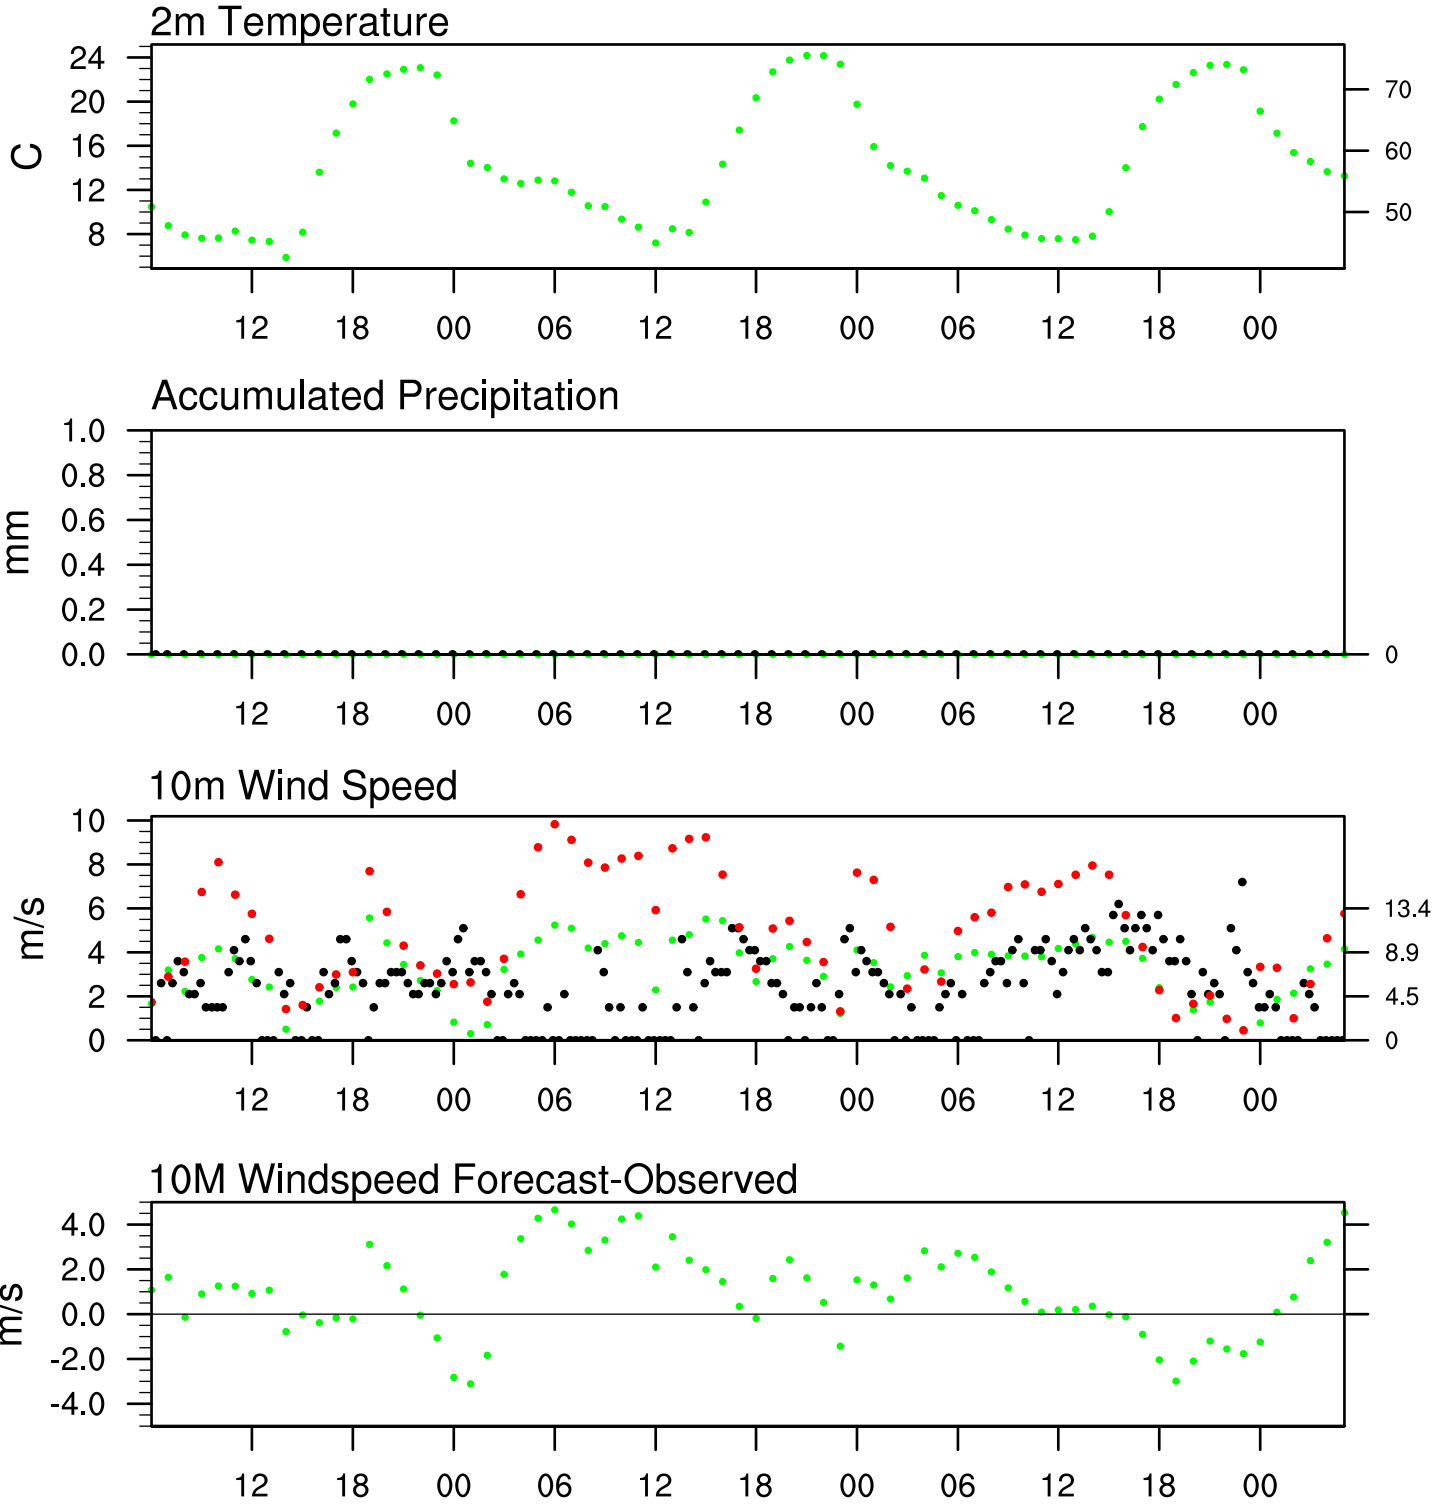 2m Temperature
24
20
16
12
8
C
70
60
50
12 18 00 06 12 18 00 06 12 18 00
Accumulated Precipitation
1.0
0.8
0.6
0.4
0.2
0.0
mm
0
12 18 00 06 12 18 00 06 12 18 00
10m Wind Speed
10
8
6
4
2
0
m/s
13.4
8.9
4.5
0
12 18 00 06 12 18 00 06 12 18 00
10M Windspeed Forecast-Observed
4.0
2.0
0.0
-2.0
-4.0
m/s
12 18 00 06 12 18 00 06 12 18 00